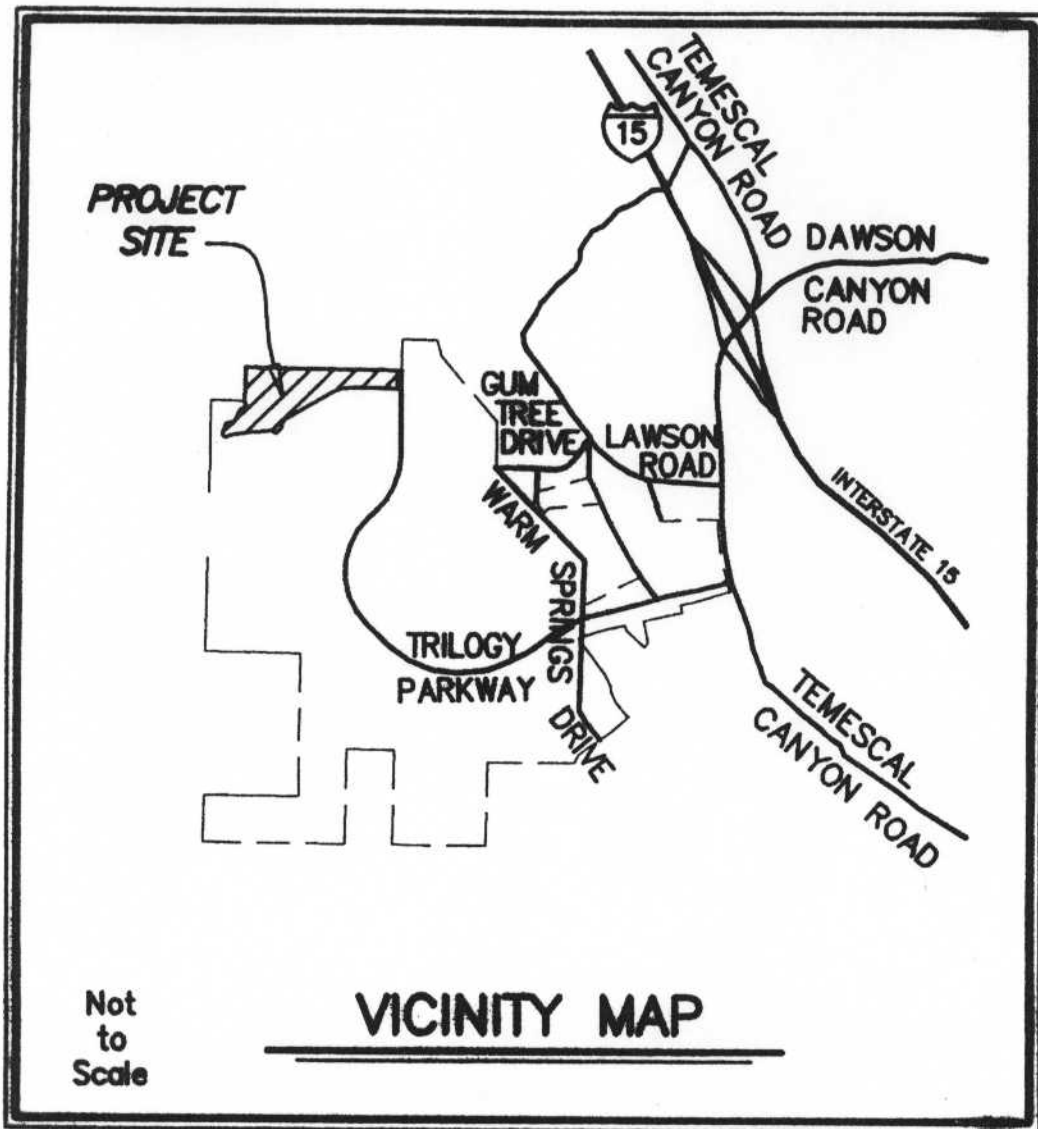 TEMESCAL
CANYON ROAD
15
PROJECT
SITE
DAWSON
CANYON
ROAD
GUM
TREE
DRIVE
LAWSON
ROAD
WARM
SPRINGS
DRIVE
INTERSTATE 15
TRILOGY
PARKWAY
TEMESCAL
CANYON ROAD
Not
to
Scale
VICINITY MAP